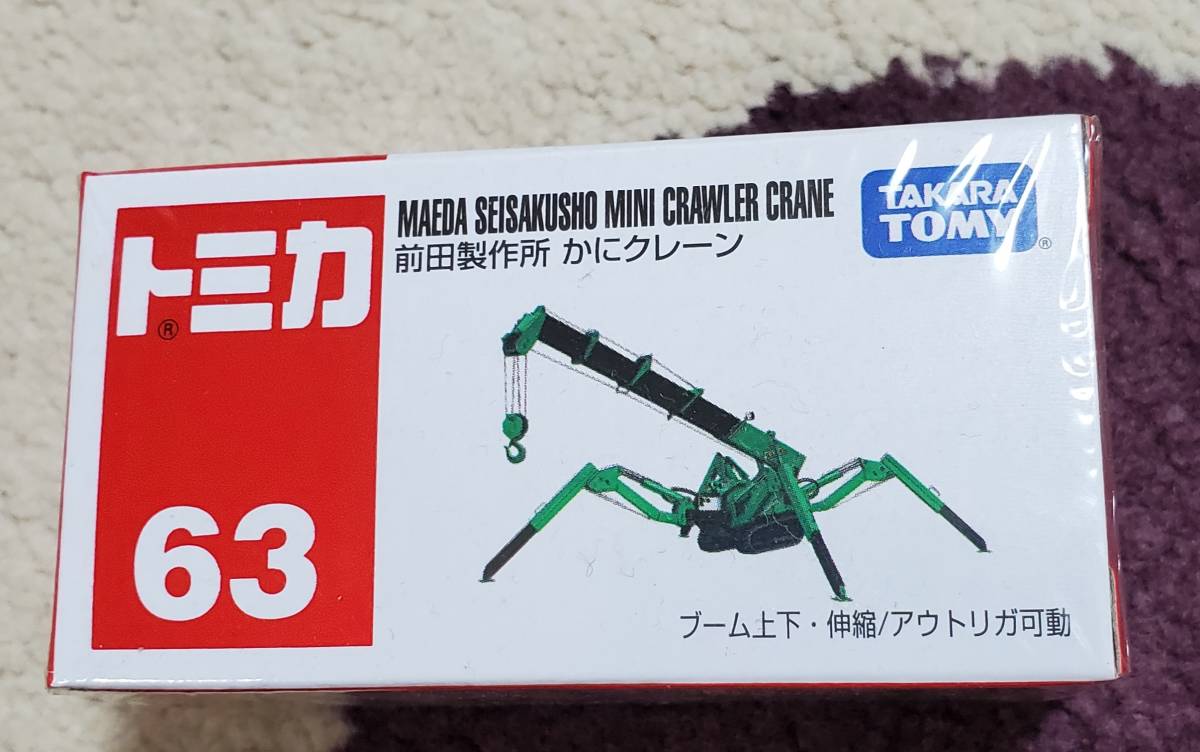 トミカ
®
63
MAEDA SEISAKUSHO MINI CRAWLER CRANE
前田製作所 かにクレーン
TAKARA
TOMY
®
ブーム上下・伸縮/アウトリガ可動